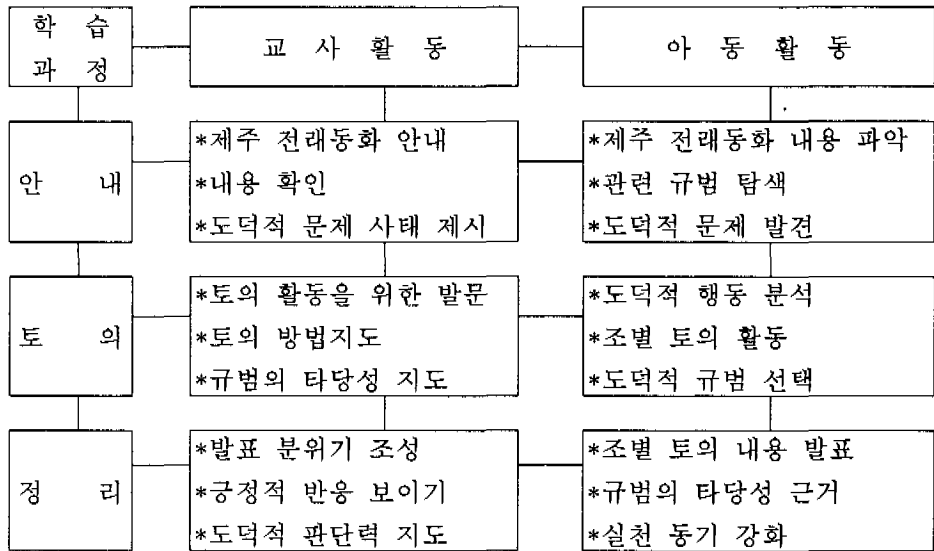 학 습
과 정
교 사 활 동
아 동 활 동
안 내
*제주 전래동화 안내
*내용 확인
*도덕적 문제 사태 제시
*제주 전래동화 내용 파악
*관련 규범 탐색
*도덕적 문제 발견
토 의
*토의 활동을 위한 발문
*토의 방법지도
*규범의 타당성 지도
*도덕적 행동 분석
*조별 토의 활동
*도덕적 규범 선택
정 리
*발표 분위기 조성
*긍정적 반응 보이기
*도덕적 판단력 지도
*조별 토의 내용 발표
*규범의 타당성 근거
*실천 동기 강화